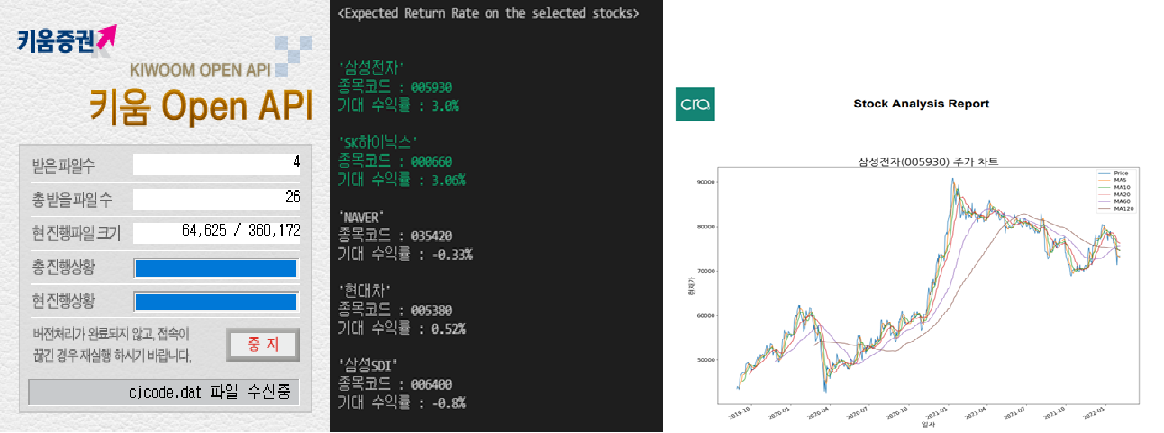 키움증권
KIWOOM OPEN API
키움 Open API
받은파일수 4
총 받을파일 수 26
현 진행파일 크기 64,625 / 360,172
총 진행상황
현 진행상황
버전처리가 완료되지 않고, 접속이
끊긴 경우 재실행 하시기 바랍니다.
중 지
cjcode.dat 파일 수신중
<Expected Return Rate on the selected stocks>
'삼성전자'
종목코드 : 005930
기대 수익률 : 3.0%
'SK하이닉스'
종목코드 : 000660
기대 수익률 : 3.06%
'NAVER'
종목코드 : 035420
기대 수익률 : -0.33%
'현대차'
종목코드 : 005380
기대 수익률 : 0.52%
'삼성SDI'
종목코드 : 006400
기대 수익률 : -0.8%
cra
Stock Analysis Report
삼성전자(005930) 주가 차트
Price
MA5
MA10
MA20
MA60
MA120
90000
80000
70000
60000
50000
현재가
2019-10
2020-01
2020-04
2020-07
2020-10
2021-01
2021-04
2021-07
2021-10
2022-01
일자